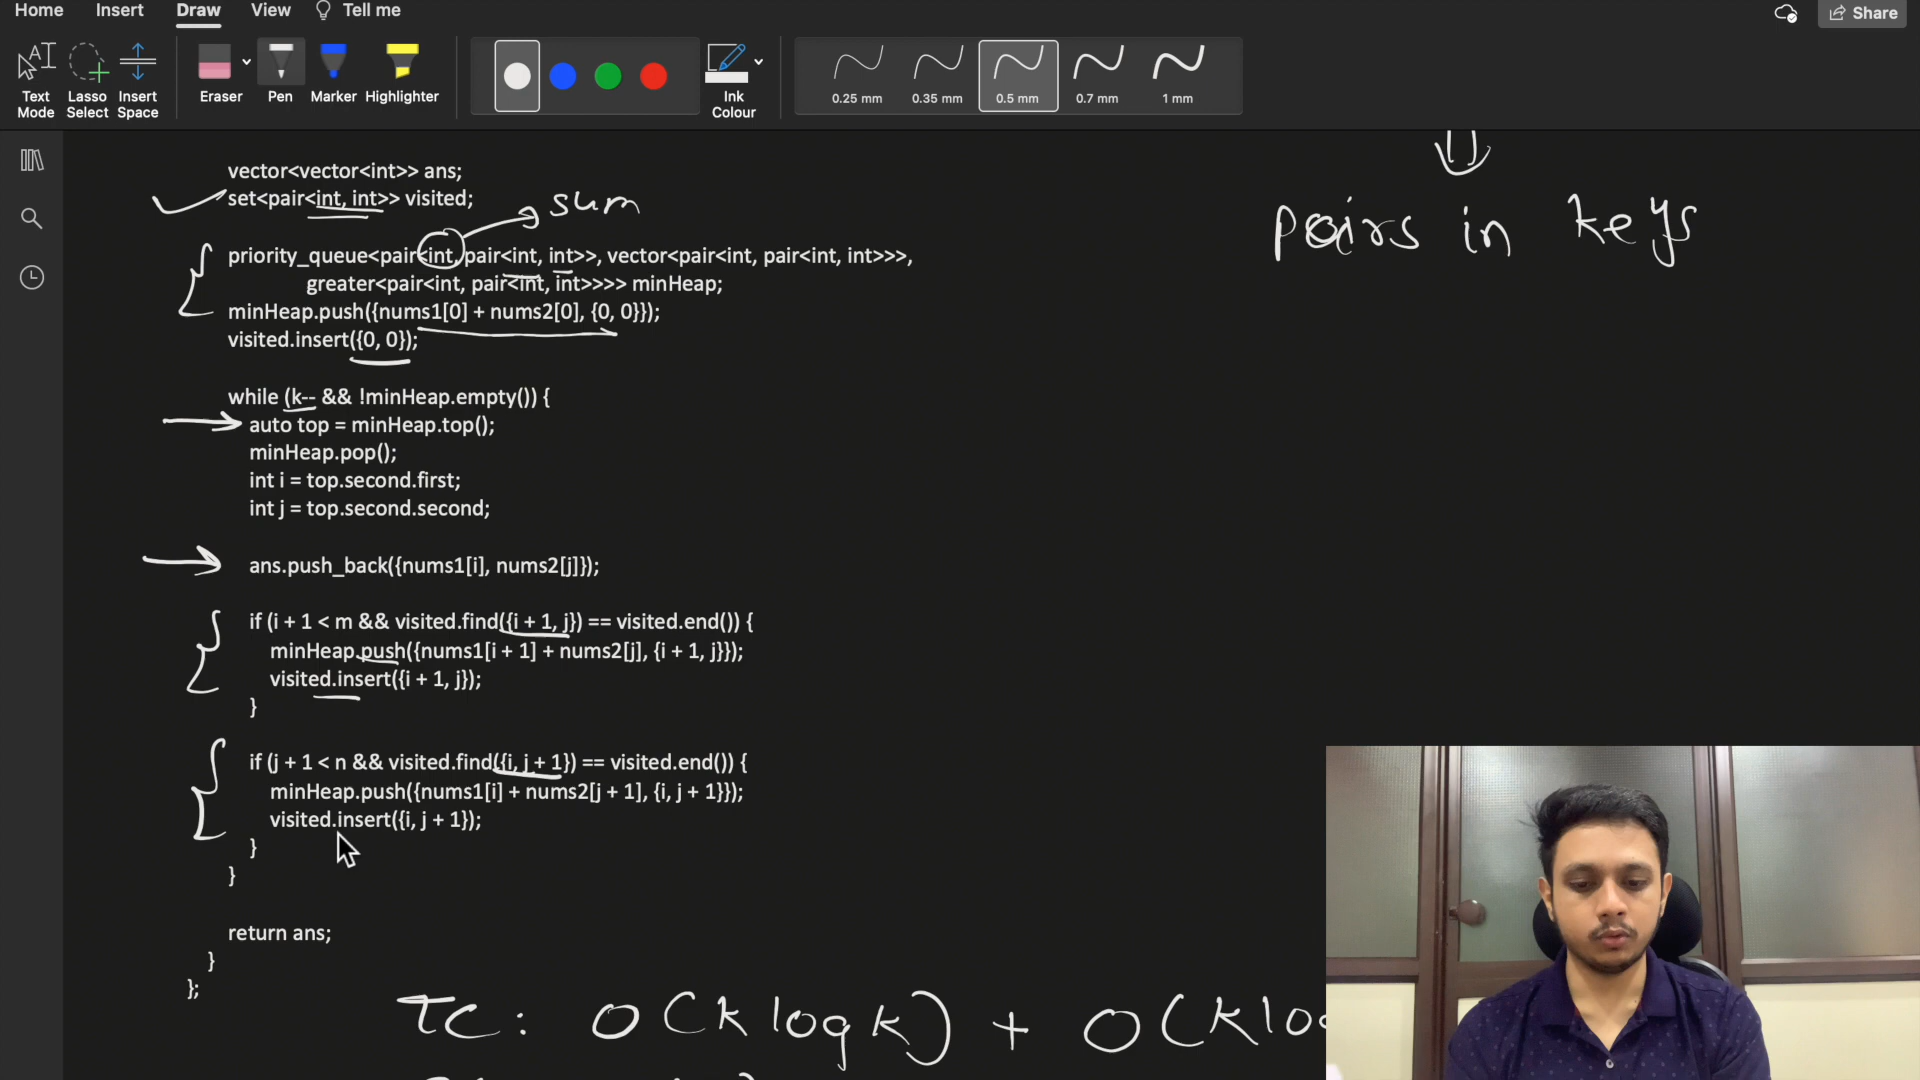 Home Insert Draw View Tell me Share
Text Mode
Lasso Select
Insert Space
Eraser
Pen
Marker
Highlighter
Ink Colour
0.25 mm
0.35 mm
0.5 mm
0.7 mm
1 mm
vector<vector<int>> ans;
set<pair<int, int>> visited;
sum
pairs in keys
priority_queue<pair<int, pair<int, int>>, vector<pair<int, pair<int, int>>>,
greater<pair<int, pair<int, int>>>> minHeap;
minHeap.push({nums1[0] + nums2[0], {0, 0}});
visited.insert({0, 0});
while (k-- && !minHeap.empty()) {
auto top = minHeap.top();
minHeap.pop();
int i = top.second.first;
int j = top.second.second;
ans.push_back({nums1[i], nums2[j]});
if (i + 1 < m && visited.find({i + 1, j}) == visited.end()) {
minHeap.push({nums1[i + 1] + nums2[j], {i + 1, j}});
visited.insert({i + 1, j});
}
if (j + 1 < n && visited.find({i, j + 1}) == visited.end()) {
minHeap.push({nums1[i] + nums2[j + 1], {i, j + 1}});
visited.insert({i, j + 1});
}
}
return ans;
}
};
TC: O(k log k) + O(k